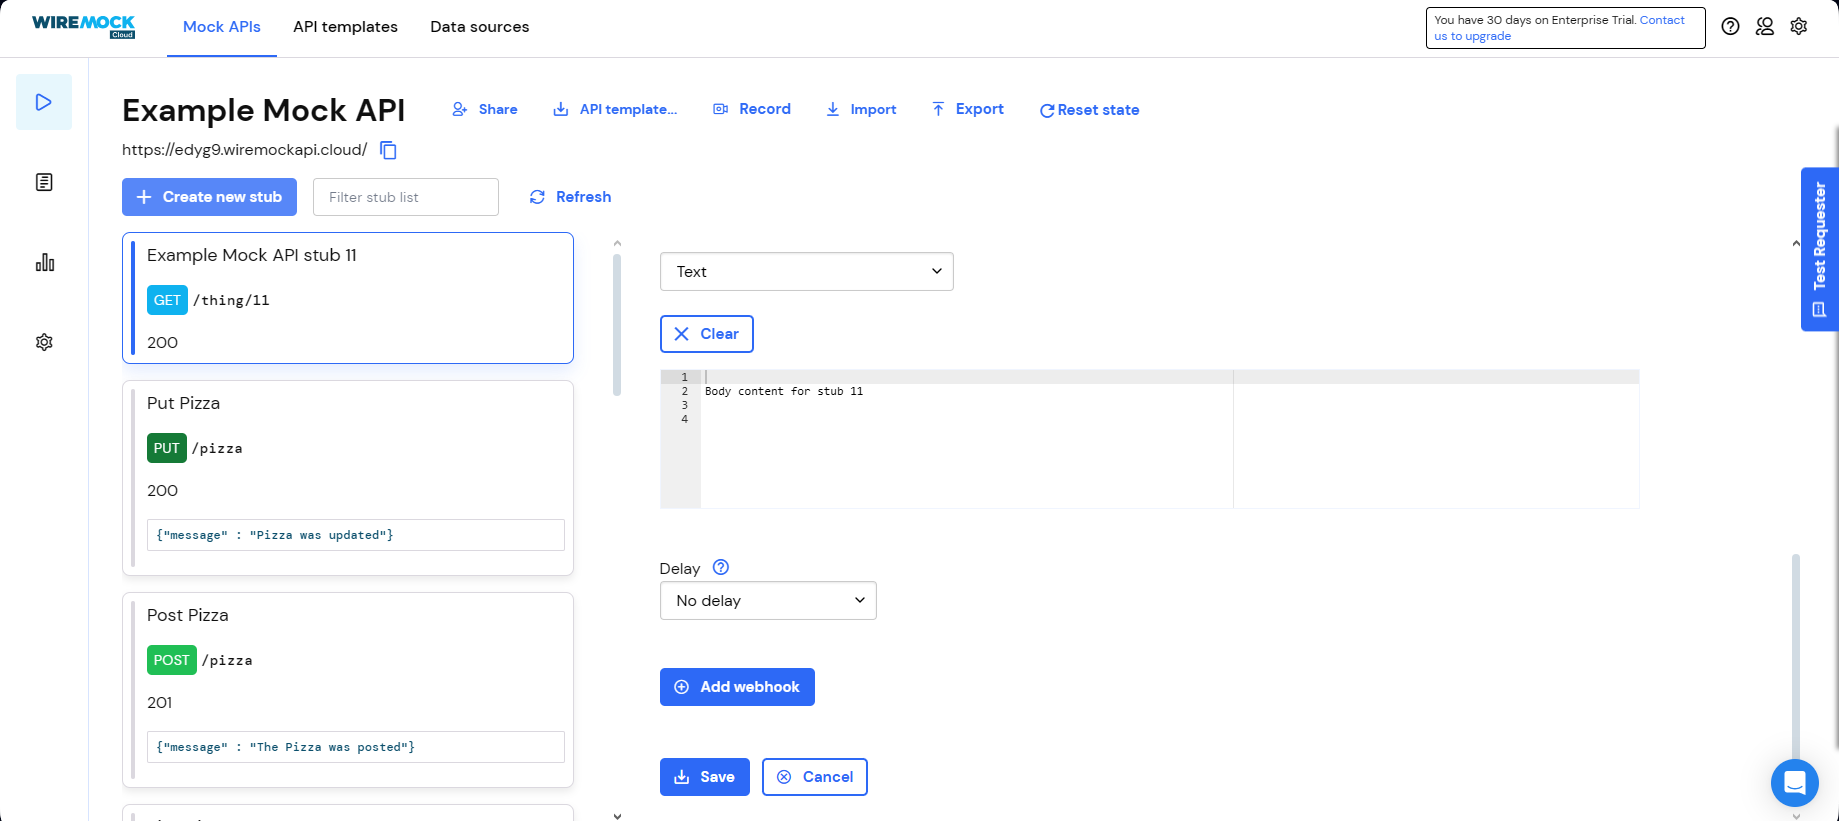 WIREMOCK
Cloud
Mock APIs
API templates
Data sources
You have 30 days on Enterprise Trial. Contact
us to upgrade
Example Mock API
Share
API template...
Record
Import
Export
Reset state
https://edyg9.wiremockapi.cloud/
Create new stub
Filter stub list
Refresh
Example Mock API stub 11
GET /thing/11
200
Put Pizza
PUT /pizza
200
{"message" : "Pizza was updated"}
Post Pizza
POST /pizza
201
{"message" : "The Pizza was posted"}
Text
Clear
1
2 Body content for stub 11
3
4
Delay
No delay
Add webhook
Save
Cancel
Test Requester